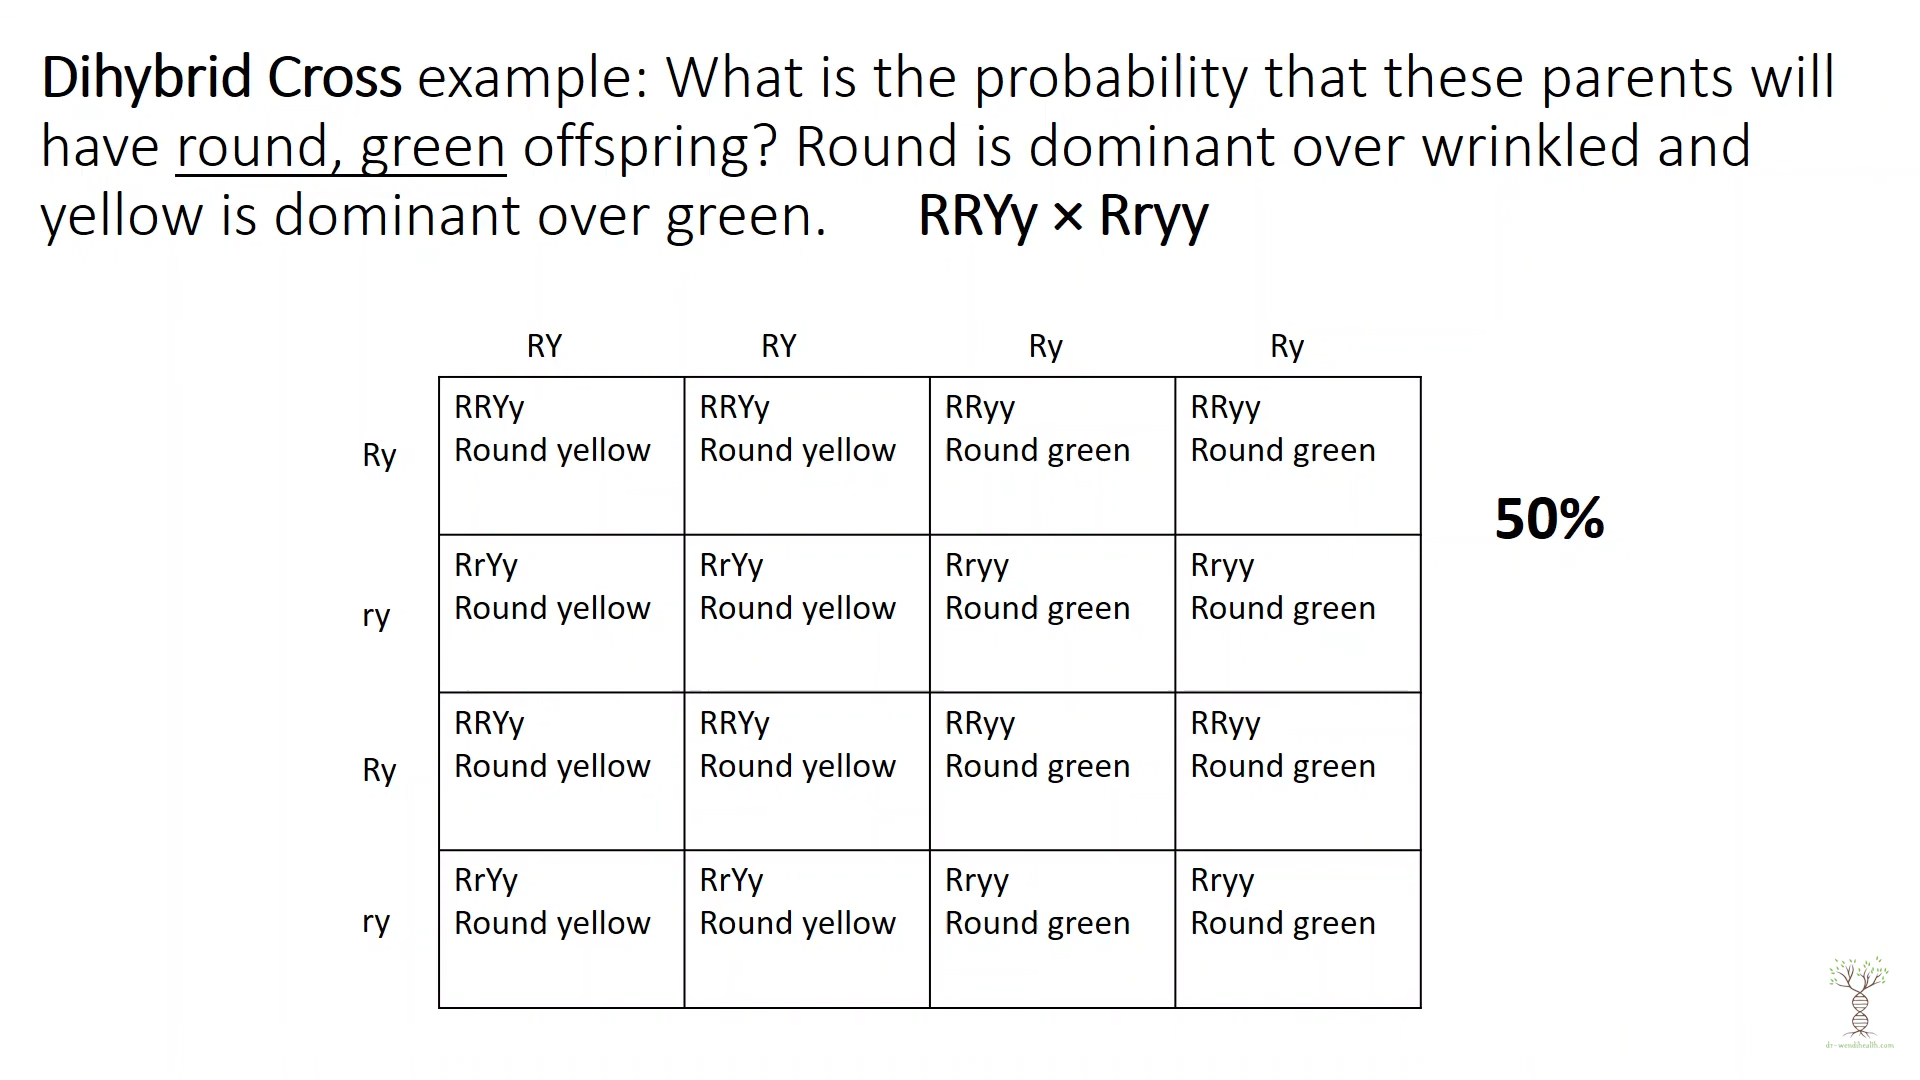 Dihybrid Cross example: What is the probability that these parents will
have round, green offspring? Round is dominant over wrinkled and
yellow is dominant over green. RRYy × Rryy
RY RY Ry Ry
Ry
RRYy RRYy RRyy RRyy
Round yellow Round yellow Round green Round green
50%
ry
RrYy RrYy Rryy Rryy
Round yellow Round yellow Round green Round green
Ry
RRYy RRYy RRyy RRyy
Round yellow Round yellow Round green Round green
ry
RrYy RrYy Rryy Rryy
Round yellow Round yellow Round green Round green
dr-wendihealth.com